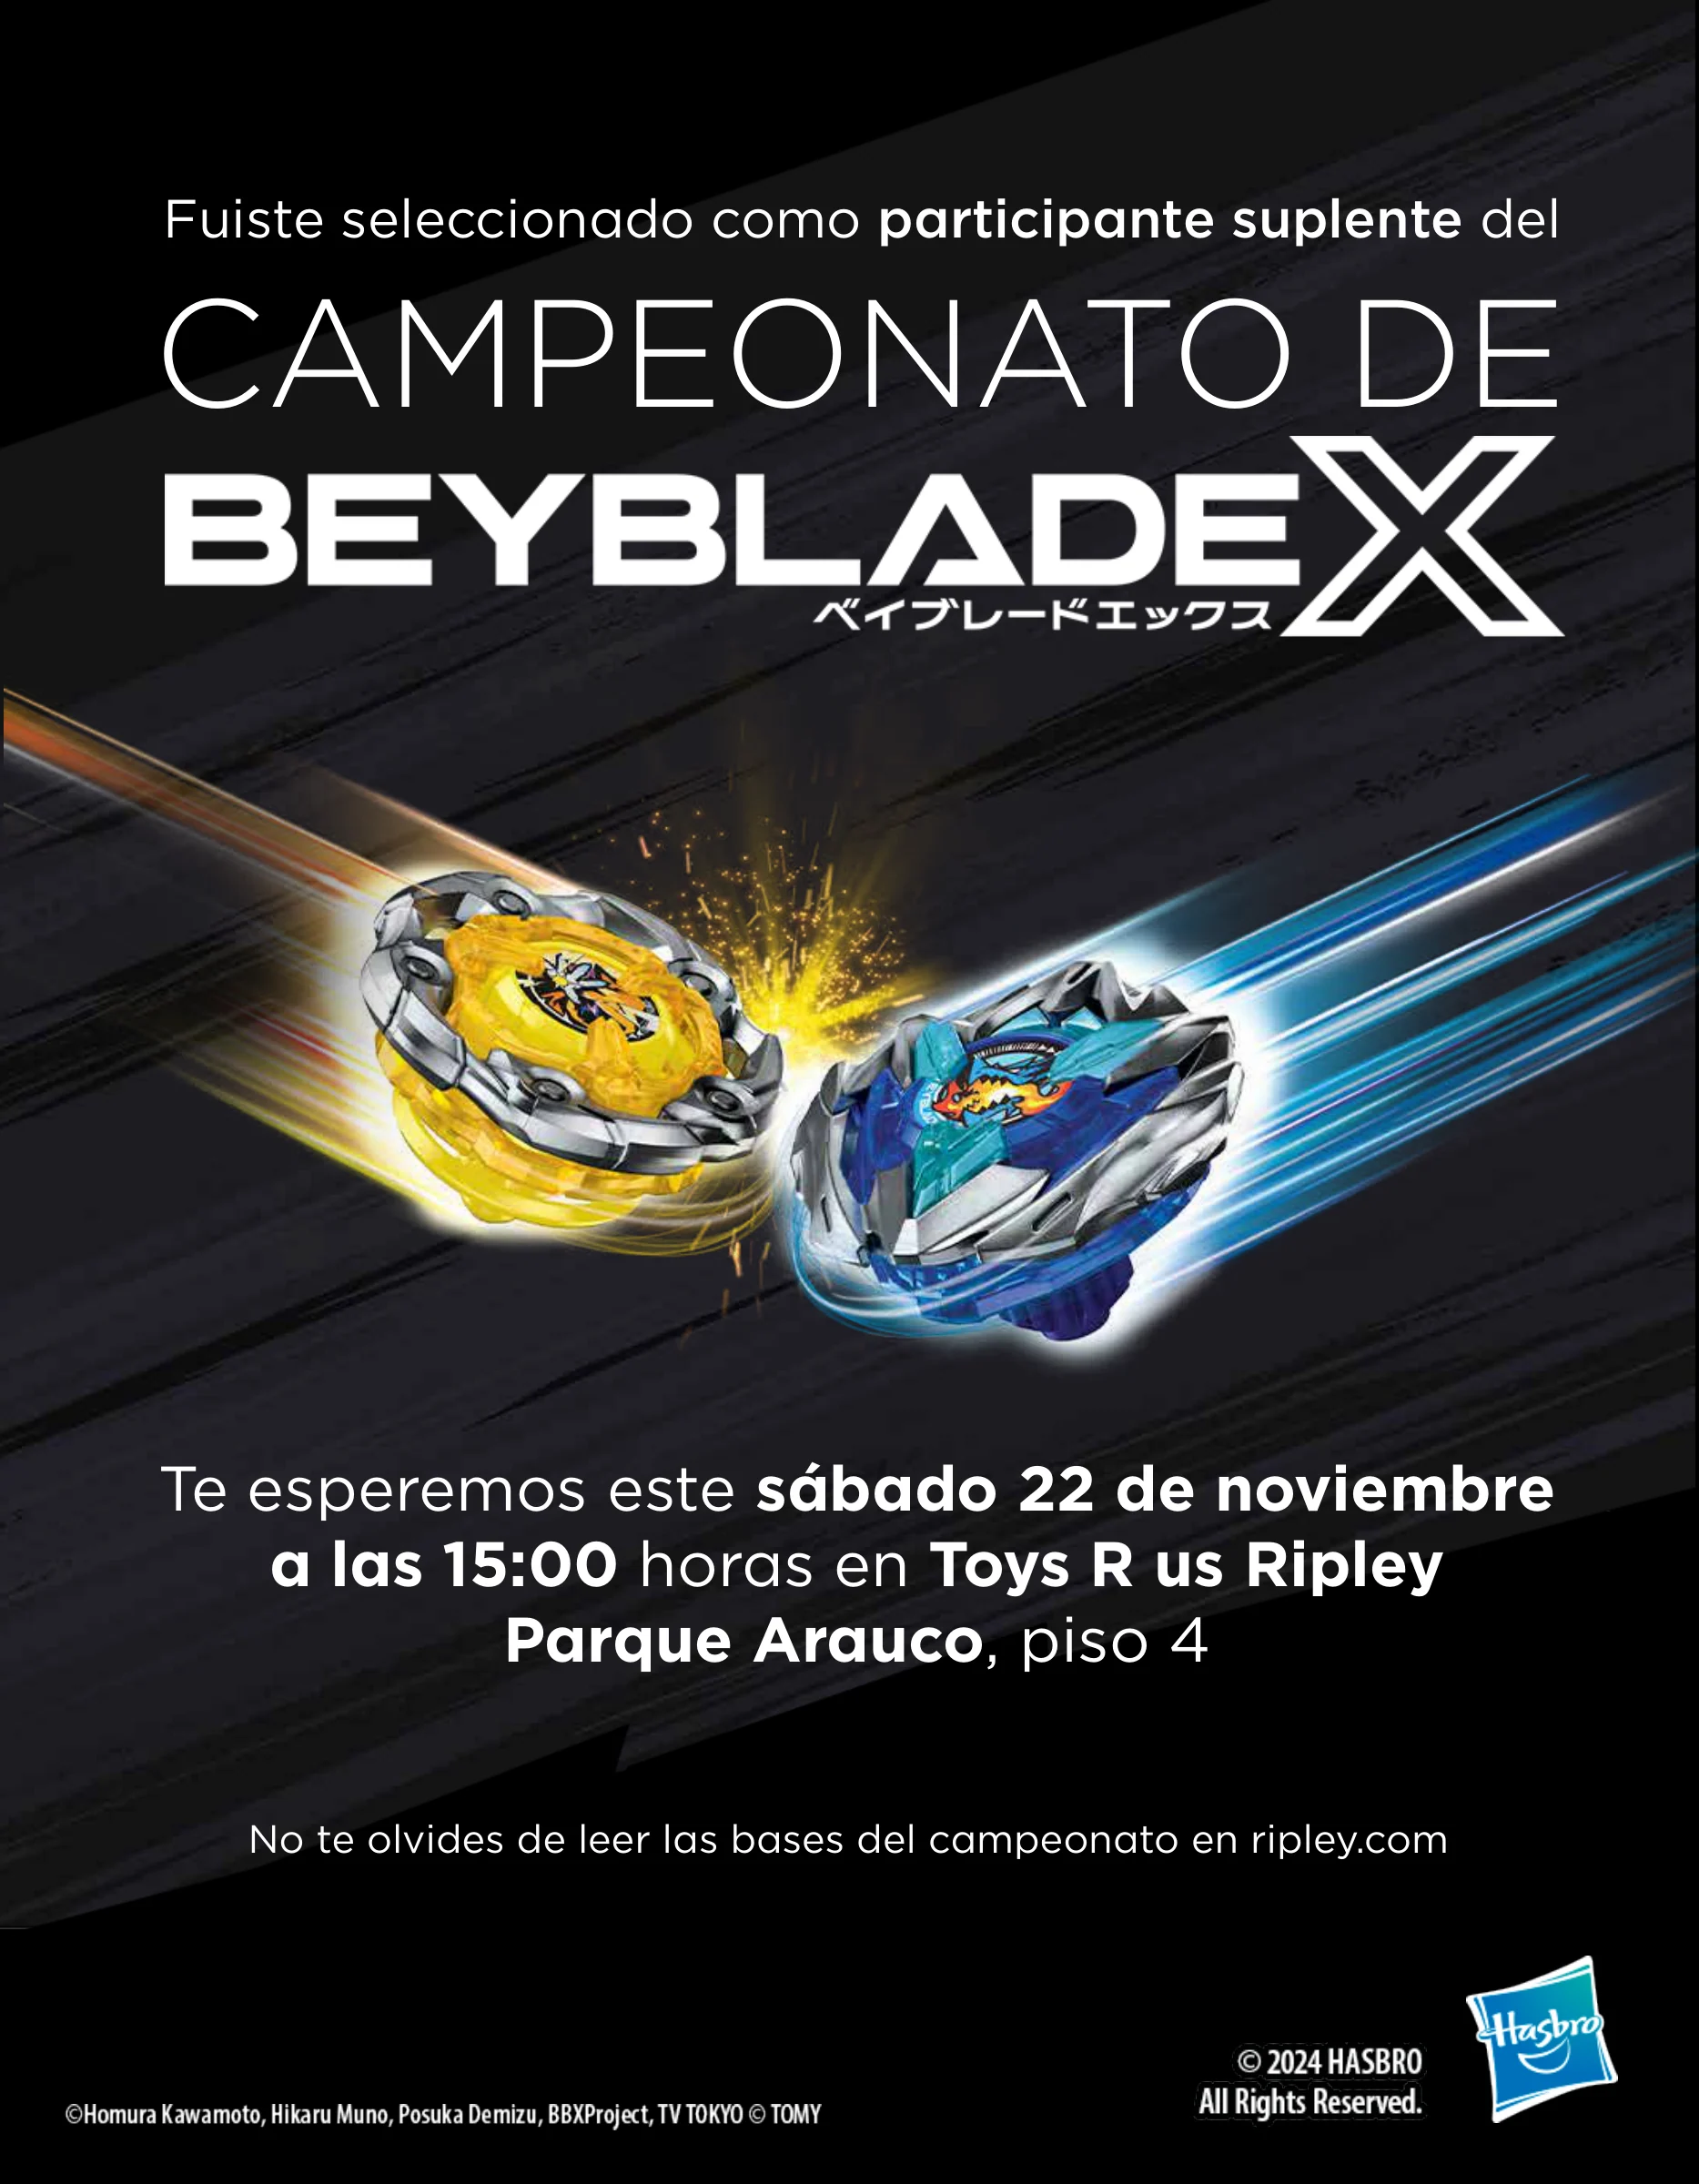 Fuiste seleccionado como participante suplente del
CAMPEONATO DE
BEYBLADE X
ベイブレードエックス
Te esperemos este sábado 22 de noviembre
a las 15:00 horas en Toys R us Ripley
Parque Arauco, piso 4
No te olvides de leer las bases del campeonato en ripley.com
Hasbro
© 2024 HASBRO
All Rights Reserved.
©Homura Kawamoto, Hikaru Muno, Posuka Demizu, BBXProject, TV TOKYO © TOMY